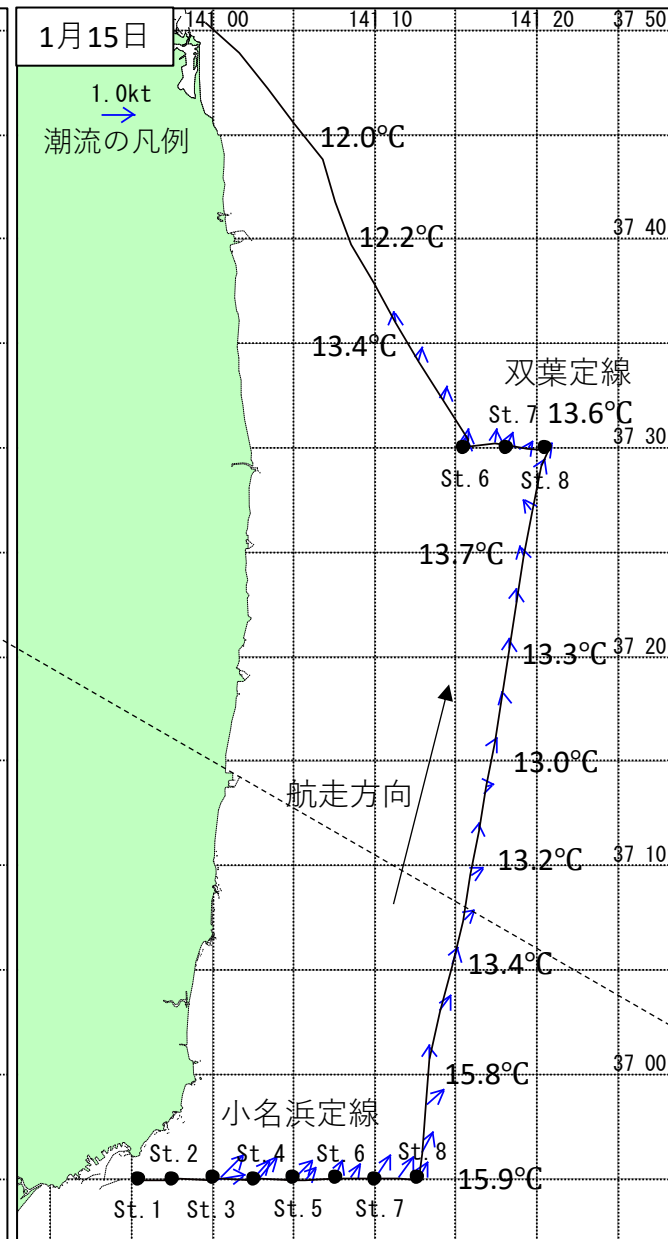 1月15日
141 00
141 10
141 20
37 50
1.0kt
潮流の凡例
12.0℃
12.2℃
37 40
13.4℃
双葉定線
St.7
13.6℃
37 30
St.6
St.8
13.7℃
13.3℃
37 20
13.0℃
航走方向
13.2℃
37 10
13.4℃
15.8℃
37 00
小名浜定線
St.2
St.4
St.6
St.8
15.9℃
St.1
St.3
St.5
St.7